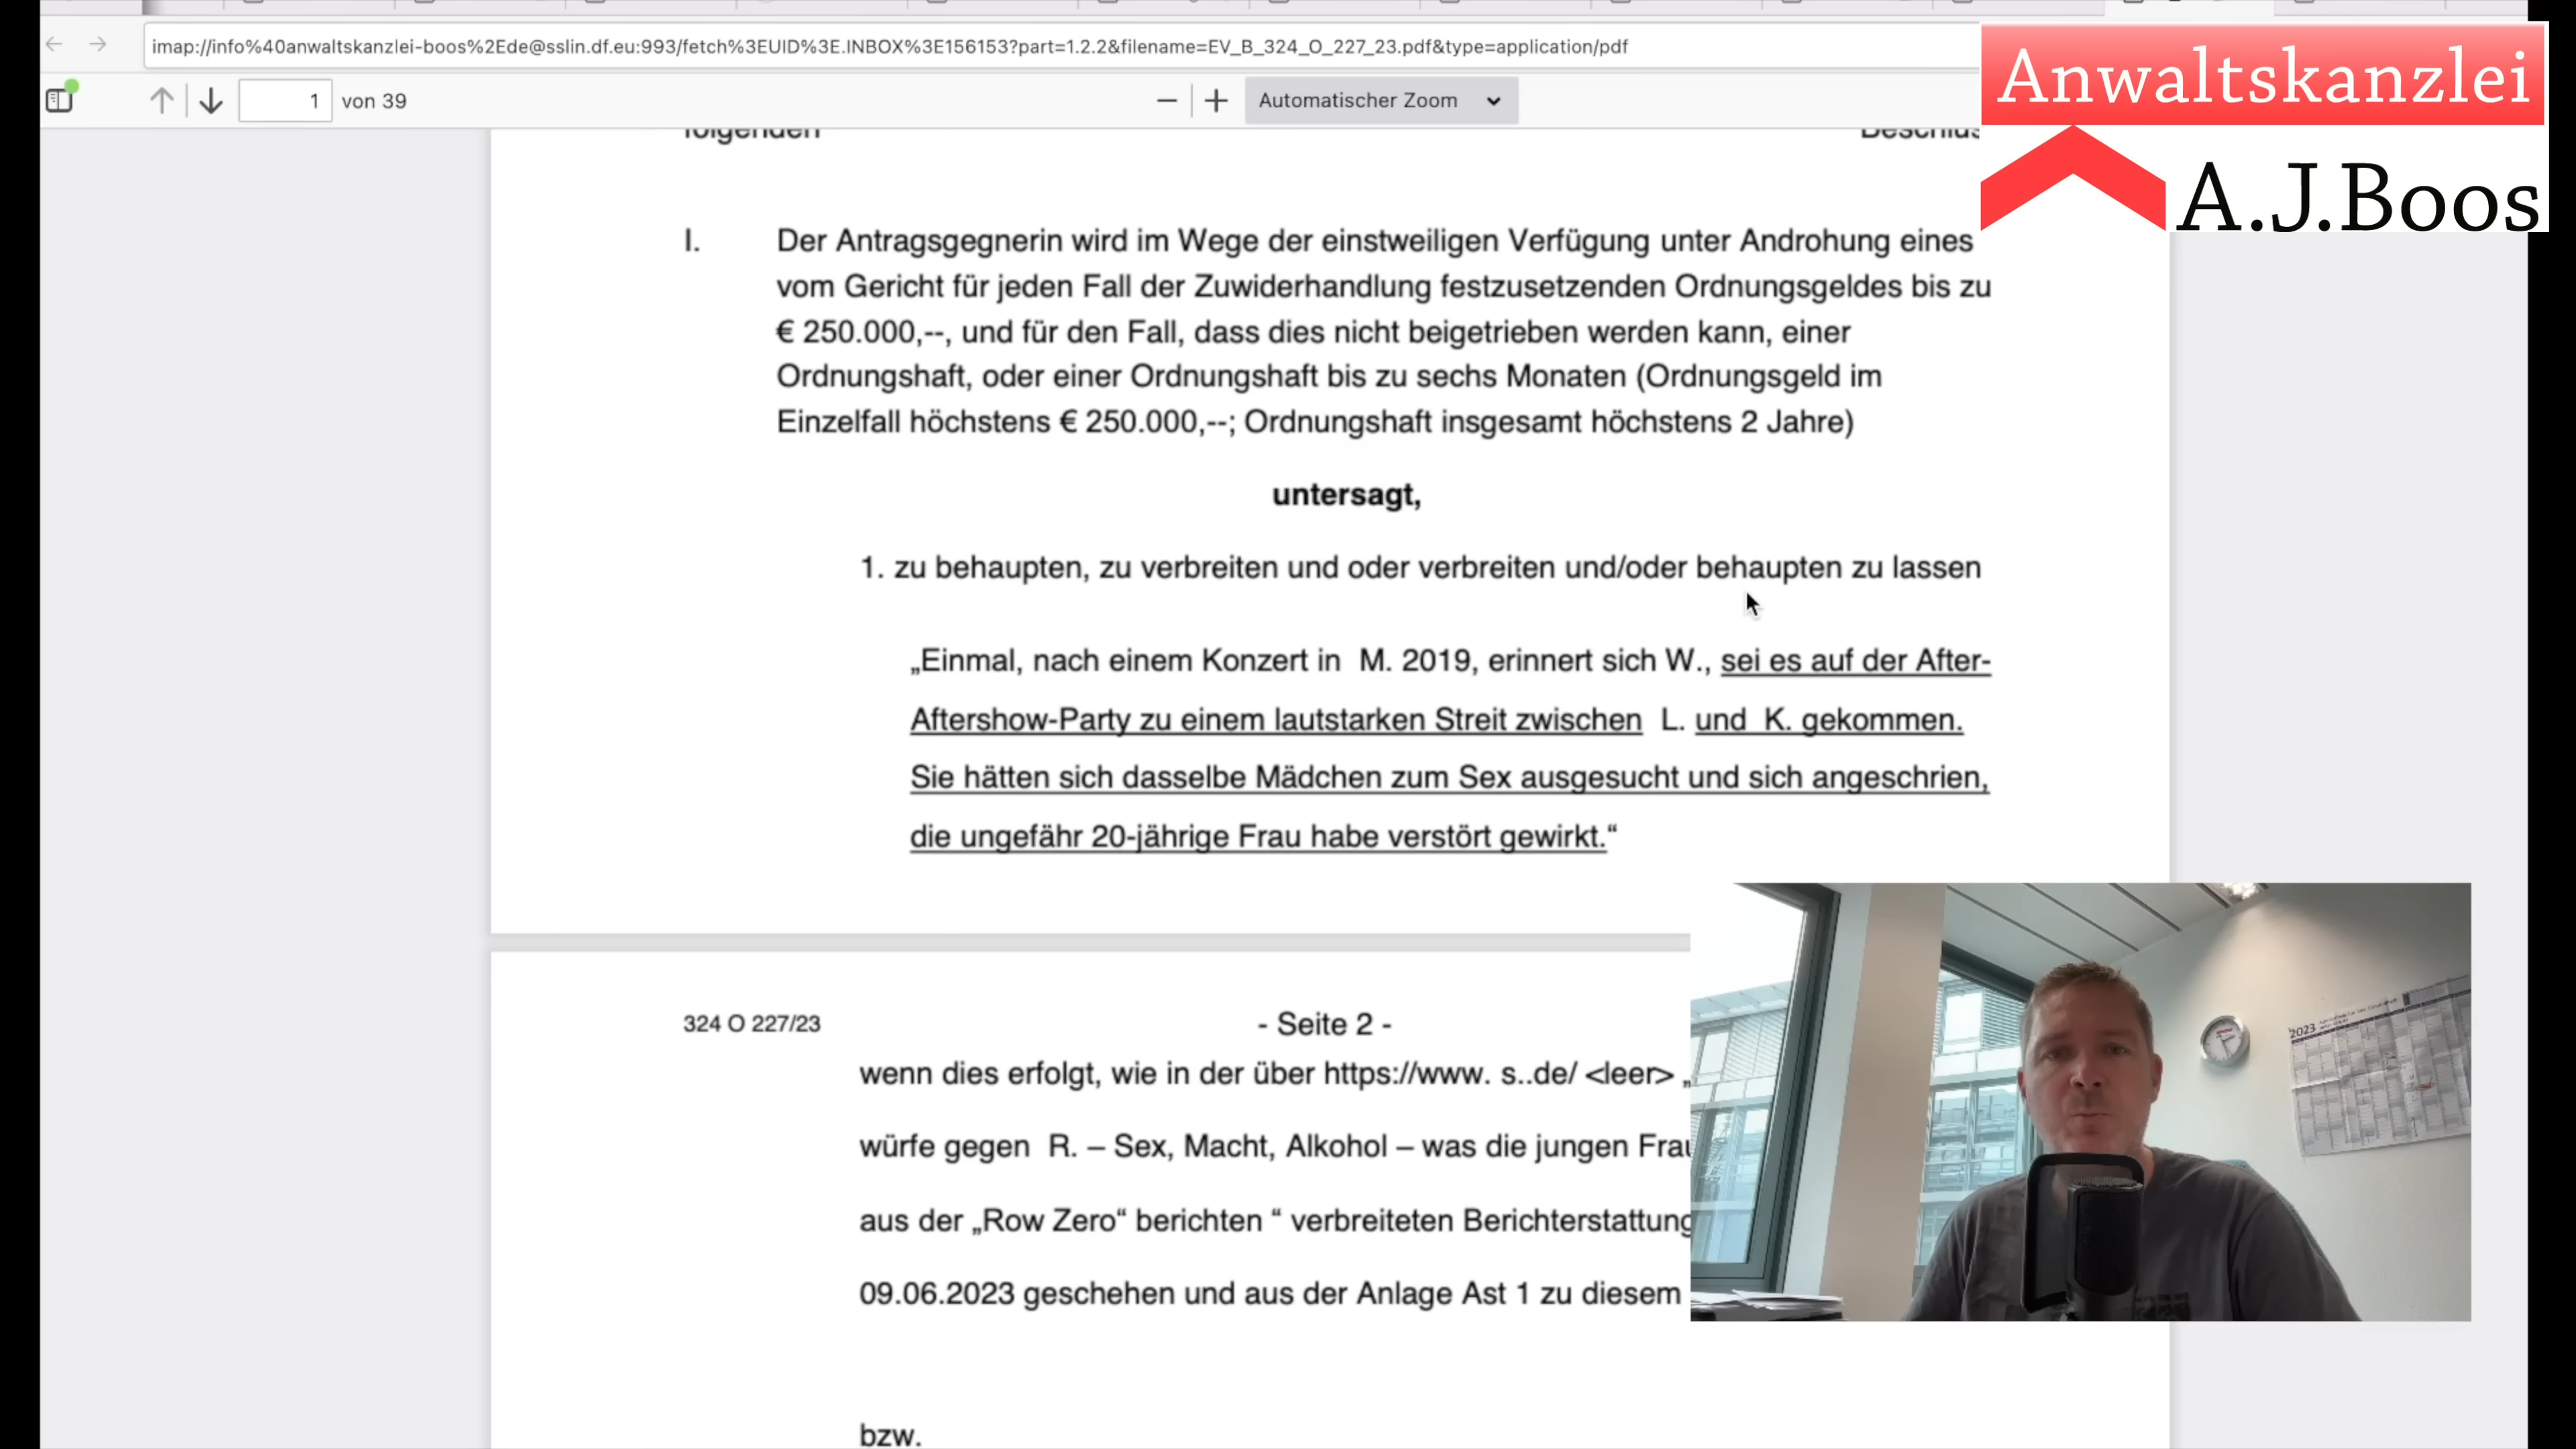 imap://info%40anwaltskanzlei-boos%2Ede@sslin.df.eu:993/fetch%3EUID%3E.INBOX%3E156153?part=1.2.2&filename=EV_B_324_O_227_23.pdf&type=application/pdf
Anwaltskanzlei
A.J.Boos
1 von 39
Automatischer Zoom
folgenden
I. Der Antragsgegnerin wird im Wege der einstweiligen Verfügung unter Androhung eines
vom Gericht für jeden Fall der Zuwiderhandlung festzusetzenden Ordnungsgeldes bis zu
€ 250.000,--, und für den Fall, dass dies nicht beigetrieben werden kann, einer
Ordnungshaft, oder einer Ordnungshaft bis zu sechs Monaten (Ordnungsgeld im
Einzelfall höchstens € 250.000,--; Ordnungshaft insgesamt höchstens 2 Jahre)
untersagt,
1. zu behaupten, zu verbreiten und oder verbreiten und/oder behaupten zu lassen
„Einmal, nach einem Konzert in M. 2019, erinnert sich W., sei es auf der After-
Aftershow-Party zu einem lautstarken Streit zwischen L. und K. gekommen.
Sie hätten sich dasselbe Mädchen zum Sex ausgesucht und sich angeschrien,
die ungefähr 20-jährige Frau habe verstört gewirkt.“
324 O 227/23
- Seite 2 -
wenn dies erfolgt, wie in der über https://www. s..de/ <leer> „
würfe gegen R. – Sex, Macht, Alkohol – was die jungen Frau
aus der „Row Zero“ berichten “ verbreiteten Berichterstattung
09.06.2023 geschehen und aus der Anlage Ast 1 zu diesem
bzw.
2023